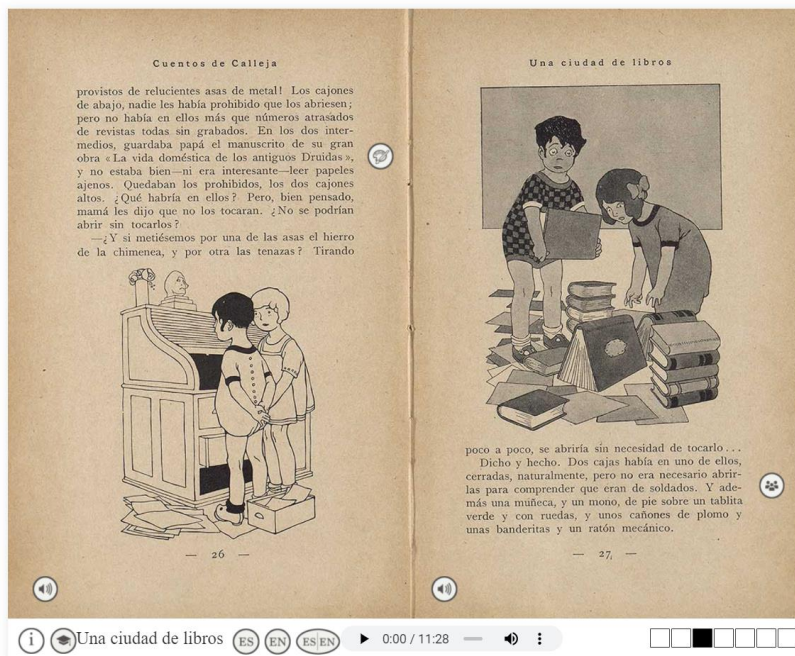 Cuentos de Calleja
provistos de relucientes asas de metal! Los cajones
de abajo, nadie les había prohibido que los abriesen;
pero no había en ellos más que números atrasados
de revistas todas sin grabados. En los dos inter-
medios, guardaba papá el manuscrito de su gran
obra «La vida doméstica de los antiguos Druidas»,
y no estaba bien—ni era interesante—leer papeles
ajenos. Quedaban los prohibidos, los dos cajones
altos. ¿Qué habría en ellos? Pero, bien pensado,
mamá les dijo que no los tocaran. ¿No se podrían
abrir sin tocarlos?
—¿Y si metiésemos por una de las asas el hierro
de la chimenea, y por otra las tenazas? Tirando
— 26 —
Una ciudad de libros
poco a poco, se abriría sin necesidad de tocarlo...
Dicho y hecho. Dos cajas había en uno de ellos,
cerradas, naturalmente, pero no era necesario abrir-
las para comprender que eran de soldados. Y ade-
más una muñeca, y un mono, de pie sobre un tablita
verde y con ruedas, y unos cañones de plomo y
unas banderitas y un ratón mecánico.
— 27 —
i Una ciudad de libros ES EN ES|EN 0:00 / 11:28